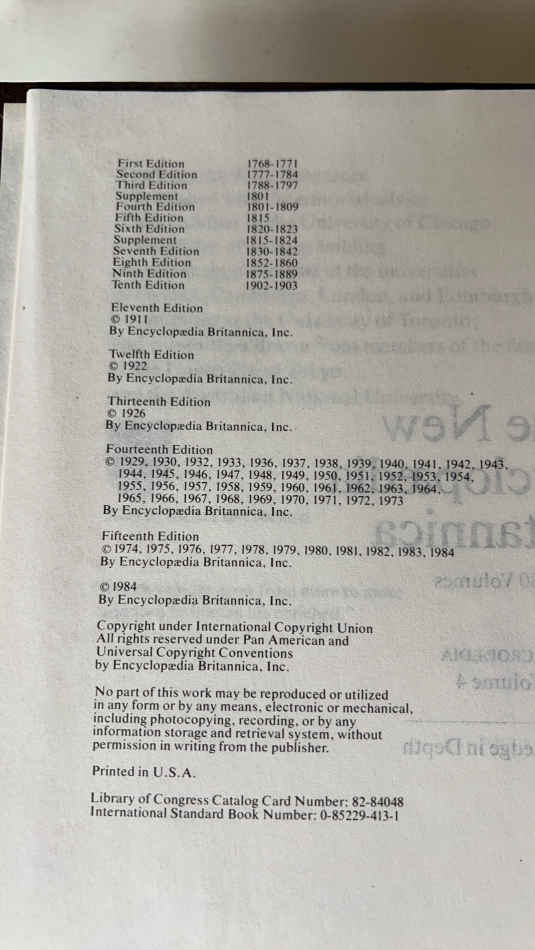 First Edition 1768-1771
Second Edition 1777-1784
Third Edition 1788-1797
Supplement 1801
Fourth Edition 1801-1809
Fifth Edition 1815
Sixth Edition 1820-1823
Supplement 1815-1824
Seventh Edition 1830-1842
Eighth Edition 1852-1860
Ninth Edition 1875-1889
Tenth Edition 1902-1903
Eleventh Edition
© 1911
By Encyclopædia Britannica, Inc.
Twelfth Edition
© 1922
By Encyclopædia Britannica, Inc.
Thirteenth Edition
© 1926
By Encyclopædia Britannica, Inc.
Fourteenth Edition
© 1929, 1930, 1932, 1933, 1936, 1937, 1938, 1939, 1940, 1941, 1942, 1943,
1944, 1945, 1946, 1947, 1948, 1949, 1950, 1951, 1952, 1953, 1954,
1955, 1956, 1957, 1958, 1959, 1960, 1961, 1962, 1963, 1964,
1965, 1966, 1967, 1968, 1969, 1970, 1971, 1972, 1973
By Encyclopædia Britannica, Inc.
Fifteenth Edition
© 1974, 1975, 1976, 1977, 1978, 1979, 1980, 1981, 1982, 1983, 1984
By Encyclopædia Britannica, Inc.
© 1984
By Encyclopædia Britannica, Inc.
Copyright under International Copyright Union
All rights reserved under Pan American and
Universal Copyright Conventions
by Encyclopædia Britannica, Inc.
No part of this work may be reproduced or utilized
in any form or by any means, electronic or mechanical,
including photocopying, recording, or by any
information storage and retrieval system, without
permission in writing from the publisher.
Printed in U.S.A.
Library of Congress Catalog Card Number: 82-84048
International Standard Book Number: 0-85229-413-1